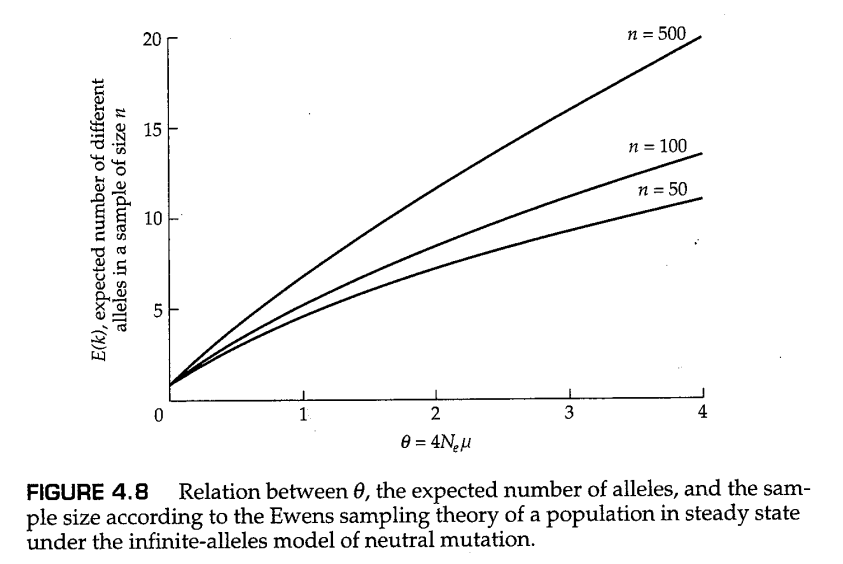 n = 500
20
E(k), expected number of different
alleles in a sample of size n
15
n = 100
n = 50
10
5
0
1
2
3
4
θ = 4Nₑμ
FIGURE 4.8 Relation between θ, the expected number of alleles, and the sam-
ple size according to the Ewens sampling theory of a population in steady state
under the infinite-alleles model of neutral mutation.